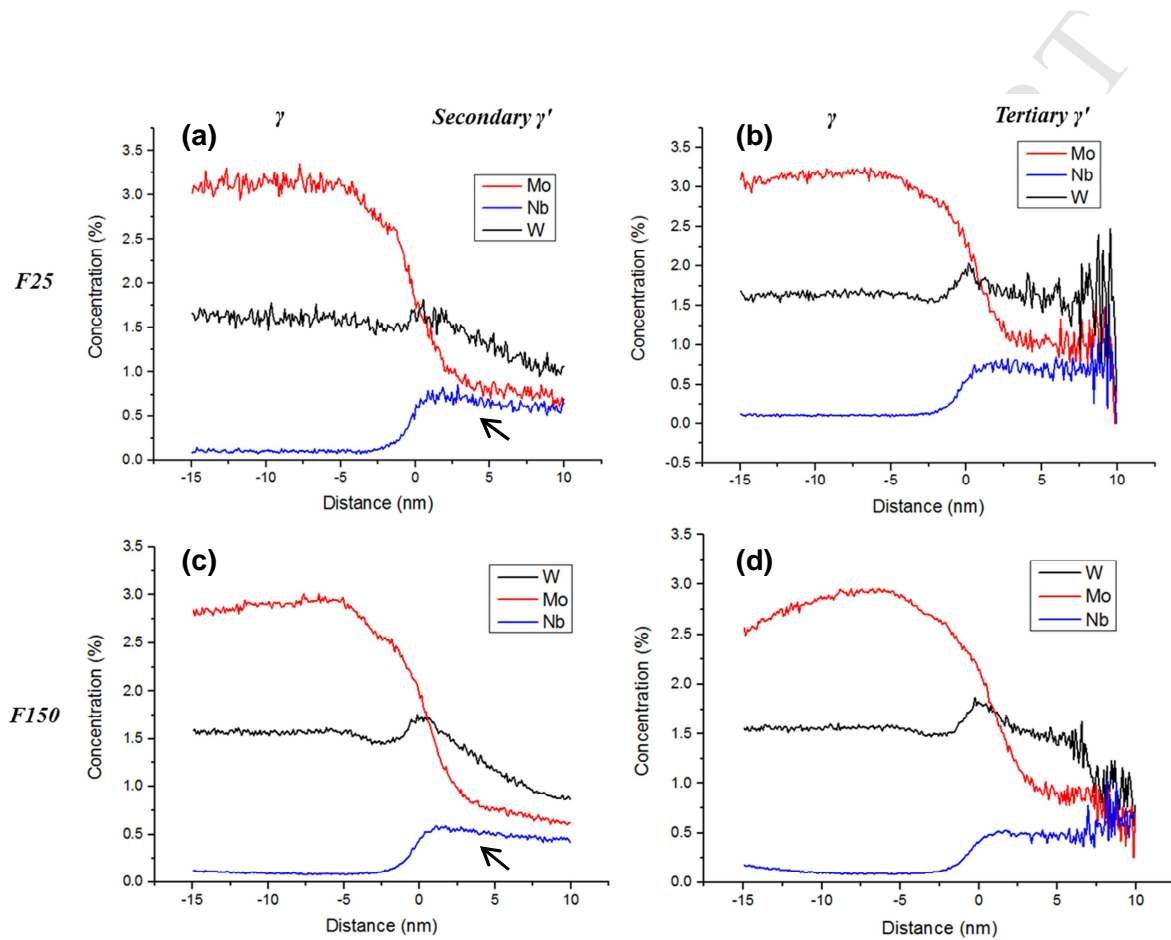 γ Secondary γ' γ Tertiary γ'
F25
(a)
Mo
Nb
W
3.5
3.0
2.5
2.0
1.5
1.0
0.5
0.0
Concentration (%)
-15 -10 -5 0 5 10
Distance (nm)
(b)
Mo
Nb
W
3.5
3.0
2.5
2.0
1.5
1.0
0.5
0.0
-0.5
Concentration (%)
-15 -10 -5 0 5 10
Distance (nm)
F150
(c)
W
Mo
Nb
3.5
3.0
2.5
2.0
1.5
1.0
0.5
0.0
Concentration (%)
-15 -10 -5 0 5 10
Distance (nm)
(d)
W
Mo
Nb
3.5
3.0
2.5
2.0
1.5
1.0
0.5
0.0
Concentration (%)
-15 -10 -5 0 5 10
Distance (nm)